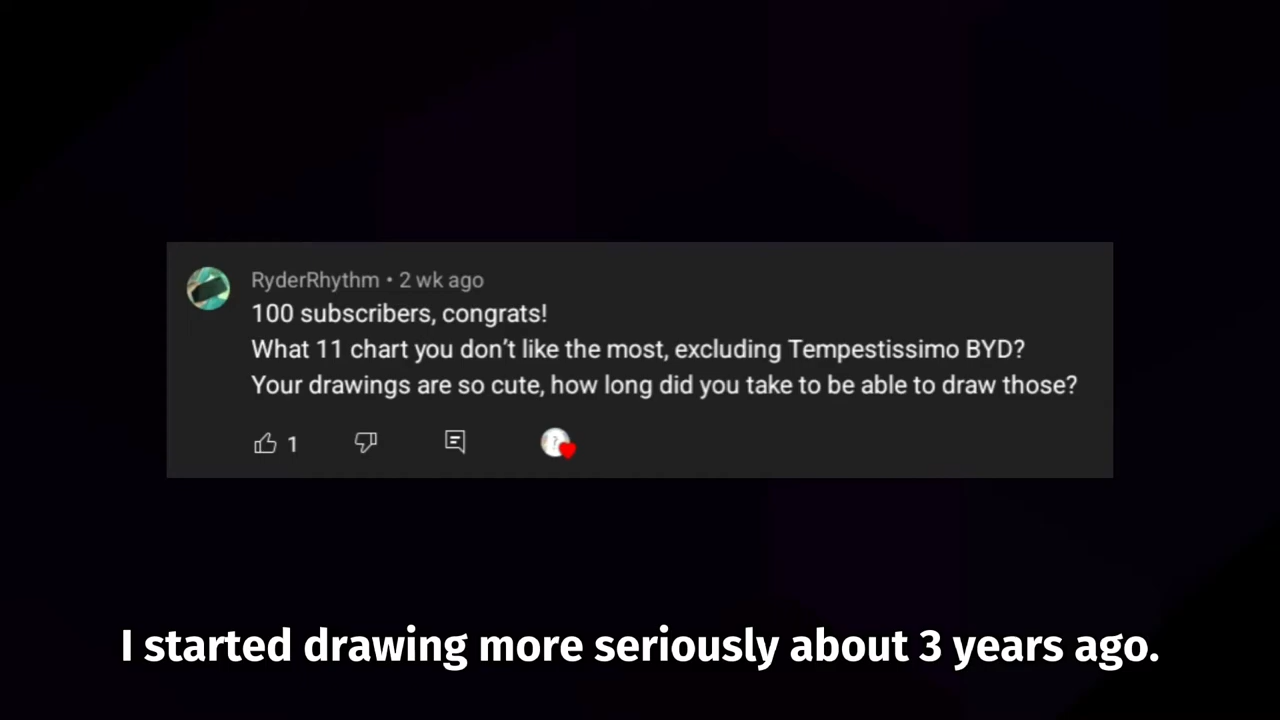 RyderRhythm • 2 wk ago
100 subscribers, congrats!
What 11 chart you don’t like the most, excluding Tempestissimo BYD?
Your drawings are so cute, how long did you take to be able to draw those?
1
?
I started drawing more seriously about 3 years ago.